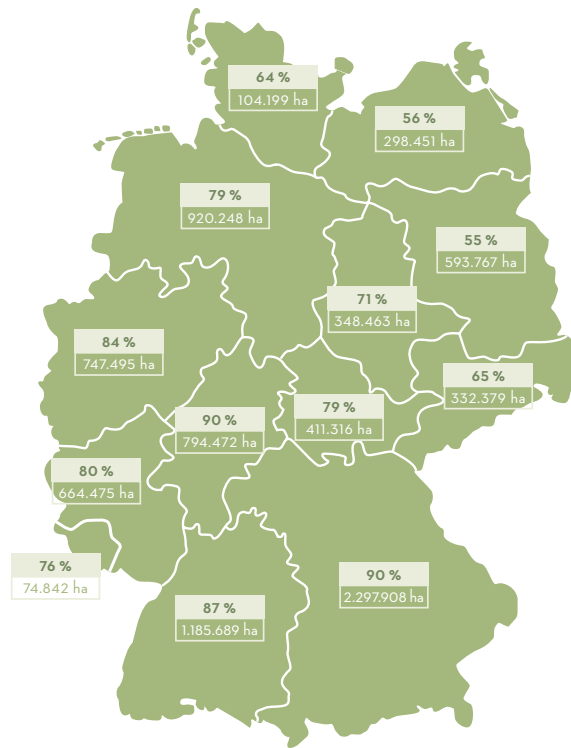 64 %
104.199 ha
56 %
298.451 ha
79 %
920.248 ha
55 %
593.767 ha
71 %
348.463 ha
84 %
747.495 ha
65 %
332.379 ha
79 %
411.316 ha
90 %
794.472 ha
80 %
664.475 ha
76 %
74.842 ha
90 %
2.297.908 ha
87 %
1.185.689 ha